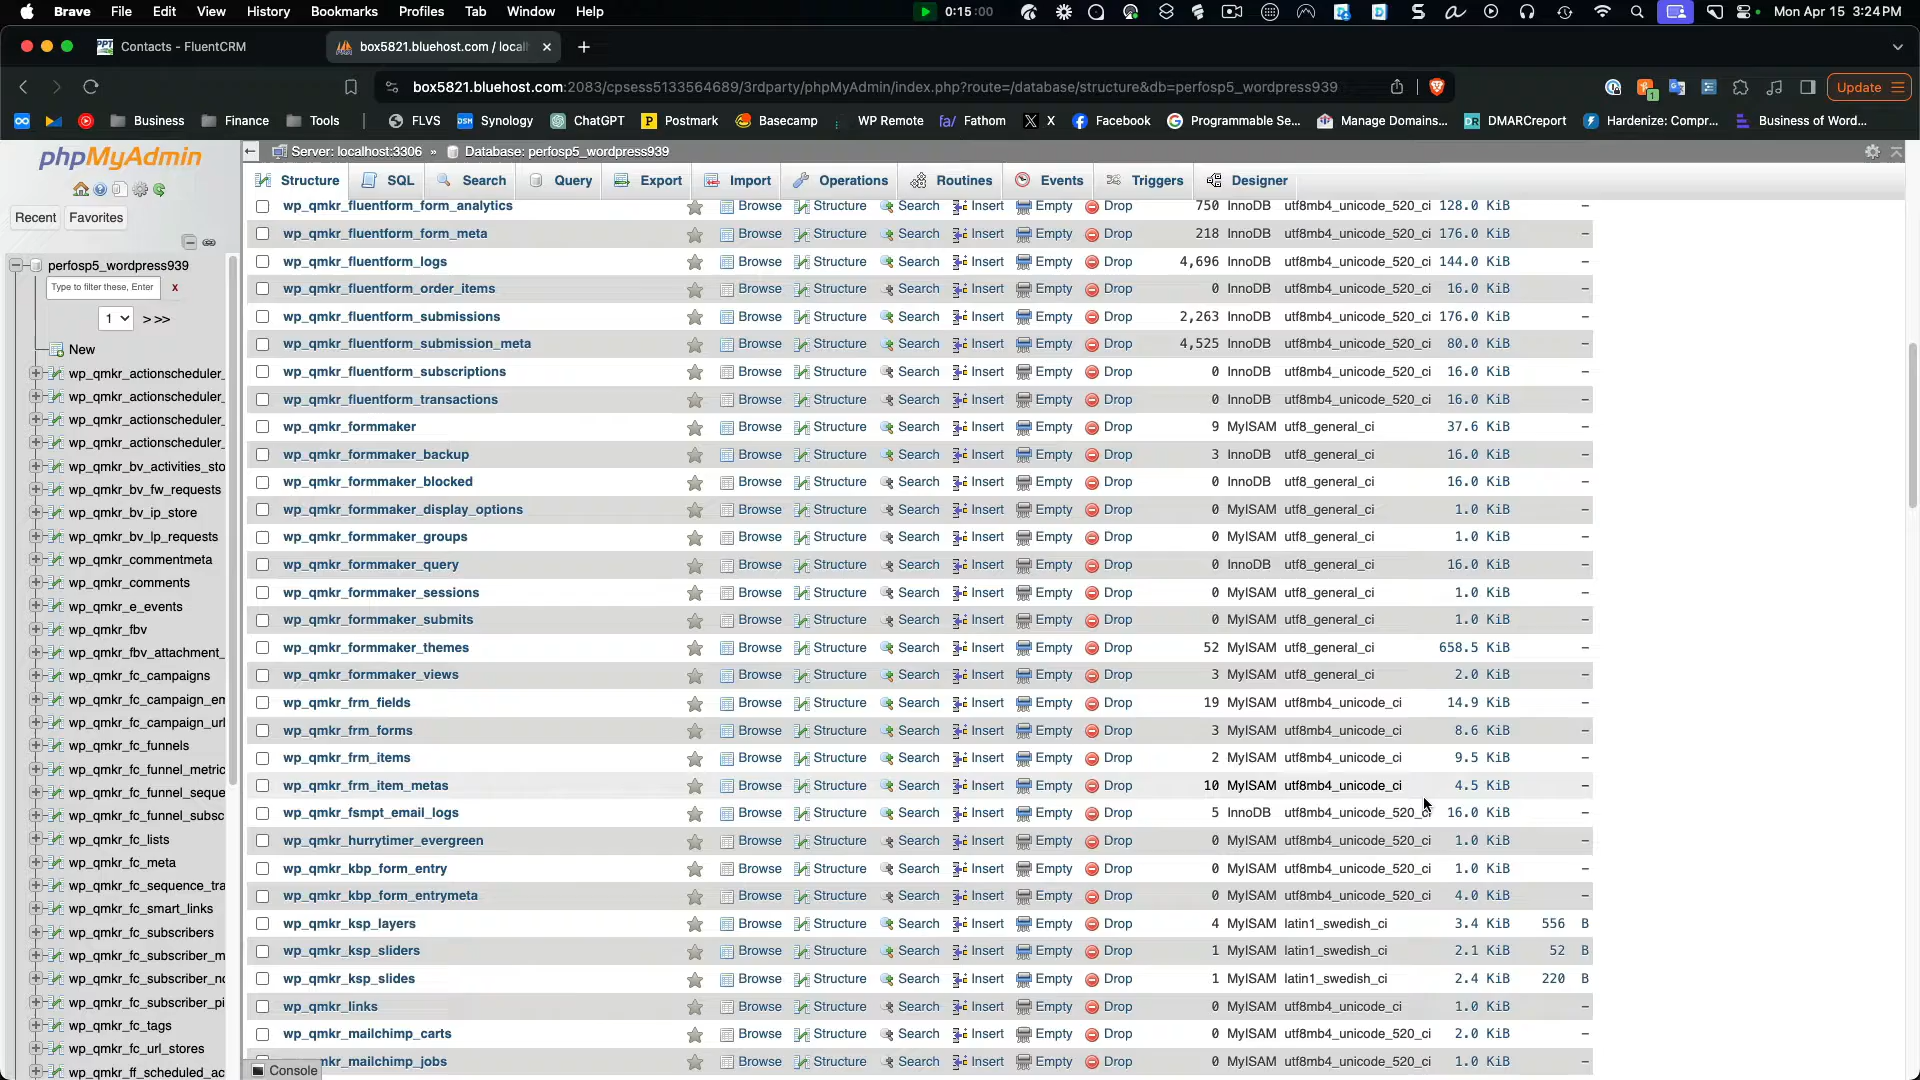 Brave File Edit View History Bookmarks Profiles Tab Window Help 0:15:00 Mon Apr 15 3:24 PM
Contacts - FluentCRM box5821.bluehost.com / local
box5821.bluehost.com:2083/cpsess5133564689/3rdparty/phpMyAdmin/index.php?route=/database/structure&db=perfosp5_wordpress939 Update
Business Finance Tools FLVS Synology ChatGPT Postmark Basecamp WP Remote Fathom X Facebook Programmable Se... Manage Domains... DMARCreport Hardenize: Compr... Business of Word...
phpMyAdmin
Recent Favorites
perfosp5_wordpress939
Type to filter these, Enter x
1 >>>
New
wp_qmkr_actionscheduler_
wp_qmkr_actionscheduler_
wp_qmkr_actionscheduler_
wp_qmkr_actionscheduler_
wp_qmkr_bv_activities_sto
wp_qmkr_bv_fw_requests
wp_qmkr_bv_ip_store
wp_qmkr_bv_lp_requests
wp_qmkr_commentmeta
wp_qmkr_comments
wp_qmkr_e_events
wp_qmkr_fbv
wp_qmkr_fbv_attachment_
wp_qmkr_fc_campaigns
wp_qmkr_fc_campaign_em
wp_qmkr_fc_campaign_url
wp_qmkr_fc_funnels
wp_qmkr_fc_funnel_metric
wp_qmkr_fc_funnel_seque
wp_qmkr_fc_funnel_subsc
wp_qmkr_fc_lists
wp_qmkr_fc_meta
wp_qmkr_fc_sequence_tra
wp_qmkr_fc_smart_links
wp_qmkr_fc_subscribers
wp_qmkr_fc_subscriber_m
wp_qmkr_fc_subscriber_no
wp_qmkr_fc_subscriber_pi
wp_qmkr_fc_tags
wp_qmkr_fc_url_stores
wp_qmkr_ff_scheduled_ac
Server: localhost:3306 » Database: perfosp5_wordpress939
Structure SQL Search Query Export Import Operations Routines Events Triggers Designer
wp_qmkr_fluentform_form_analytics Browse Structure Search Insert Empty Drop 750 InnoDB utf8mb4_unicode_520_ci 128.0 KiB –
wp_qmkr_fluentform_form_meta Browse Structure Search Insert Empty Drop 218 InnoDB utf8mb4_unicode_520_ci 176.0 KiB –
wp_qmkr_fluentform_logs Browse Structure Search Insert Empty Drop 4,696 InnoDB utf8mb4_unicode_520_ci 144.0 KiB –
wp_qmkr_fluentform_order_items Browse Structure Search Insert Empty Drop 0 InnoDB utf8mb4_unicode_520_ci 16.0 KiB –
wp_qmkr_fluentform_submissions Browse Structure Search Insert Empty Drop 2,263 InnoDB utf8mb4_unicode_520_ci 176.0 KiB –
wp_qmkr_fluentform_submission_meta Browse Structure Search Insert Empty Drop 4,525 InnoDB utf8mb4_unicode_520_ci 80.0 KiB –
wp_qmkr_fluentform_subscriptions Browse Structure Search Insert Empty Drop 0 InnoDB utf8mb4_unicode_520_ci 16.0 KiB –
wp_qmkr_fluentform_transactions Browse Structure Search Insert Empty Drop 0 InnoDB utf8mb4_unicode_520_ci 16.0 KiB –
wp_qmkr_formmaker Browse Structure Search Insert Empty Drop 9 MyISAM utf8_general_ci 37.6 KiB –
wp_qmkr_formmaker_backup Browse Structure Search Insert Empty Drop 3 InnoDB utf8_general_ci 16.0 KiB –
wp_qmkr_formmaker_blocked Browse Structure Search Insert Empty Drop 0 InnoDB utf8_general_ci 16.0 KiB –
wp_qmkr_formmaker_display_options Browse Structure Search Insert Empty Drop 0 MyISAM utf8_general_ci 1.0 KiB –
wp_qmkr_formmaker_groups Browse Structure Search Insert Empty Drop 0 MyISAM utf8_general_ci 1.0 KiB –
wp_qmkr_formmaker_query Browse Structure Search Insert Empty Drop 0 InnoDB utf8_general_ci 16.0 KiB –
wp_qmkr_formmaker_sessions Browse Structure Search Insert Empty Drop 0 MyISAM utf8_general_ci 1.0 KiB –
wp_qmkr_formmaker_submits Browse Structure Search Insert Empty Drop 0 MyISAM utf8_general_ci 1.0 KiB –
wp_qmkr_formmaker_themes Browse Structure Search Insert Empty Drop 52 MyISAM utf8_general_ci 658.5 KiB –
wp_qmkr_formmaker_views Browse Structure Search Insert Empty Drop 3 MyISAM utf8_general_ci 2.0 KiB –
wp_qmkr_frm_fields Browse Structure Search Insert Empty Drop 19 MyISAM utf8mb4_unicode_ci 14.9 KiB –
wp_qmkr_frm_forms Browse Structure Search Insert Empty Drop 3 MyISAM utf8mb4_unicode_ci 8.6 KiB –
wp_qmkr_frm_items Browse Structure Search Insert Empty Drop 2 MyISAM utf8mb4_unicode_ci 9.5 KiB –
wp_qmkr_frm_item_metas Browse Structure Search Insert Empty Drop 10 MyISAM utf8mb4_unicode_ci 4.5 KiB –
wp_qmkr_fsmpt_email_logs Browse Structure Search Insert Empty Drop 5 InnoDB utf8mb4_unicode_520_ci 16.0 KiB –
wp_qmkr_hurrytimer_evergreen Browse Structure Search Insert Empty Drop 0 MyISAM utf8mb4_unicode_520_ci 1.0 KiB –
wp_qmkr_kbp_form_entry Browse Structure Search Insert Empty Drop 0 MyISAM utf8mb4_unicode_520_ci 1.0 KiB –
wp_qmkr_kbp_form_entrymeta Browse Structure Search Insert Empty Drop 0 MyISAM utf8mb4_unicode_520_ci 4.0 KiB –
wp_qmkr_ksp_layers Browse Structure Search Insert Empty Drop 4 MyISAM latin1_swedish_ci 3.4 KiB 556 B
wp_qmkr_ksp_sliders Browse Structure Search Insert Empty Drop 1 MyISAM latin1_swedish_ci 2.1 KiB 52 B
wp_qmkr_ksp_slides Browse Structure Search Insert Empty Drop 1 MyISAM latin1_swedish_ci 2.4 KiB 220 B
wp_qmkr_links Browse Structure Search Insert Empty Drop 0 MyISAM utf8mb4_unicode_ci 1.0 KiB –
wp_qmkr_mailchimp_carts Browse Structure Search Insert Empty Drop 0 MyISAM utf8mb4_unicode_520_ci 2.0 KiB –
mkr_mailchimp_jobs Browse Structure Search Insert Empty Drop 0 MyISAM utf8mb4_unicode_520_ci 1.0 KiB –
Console